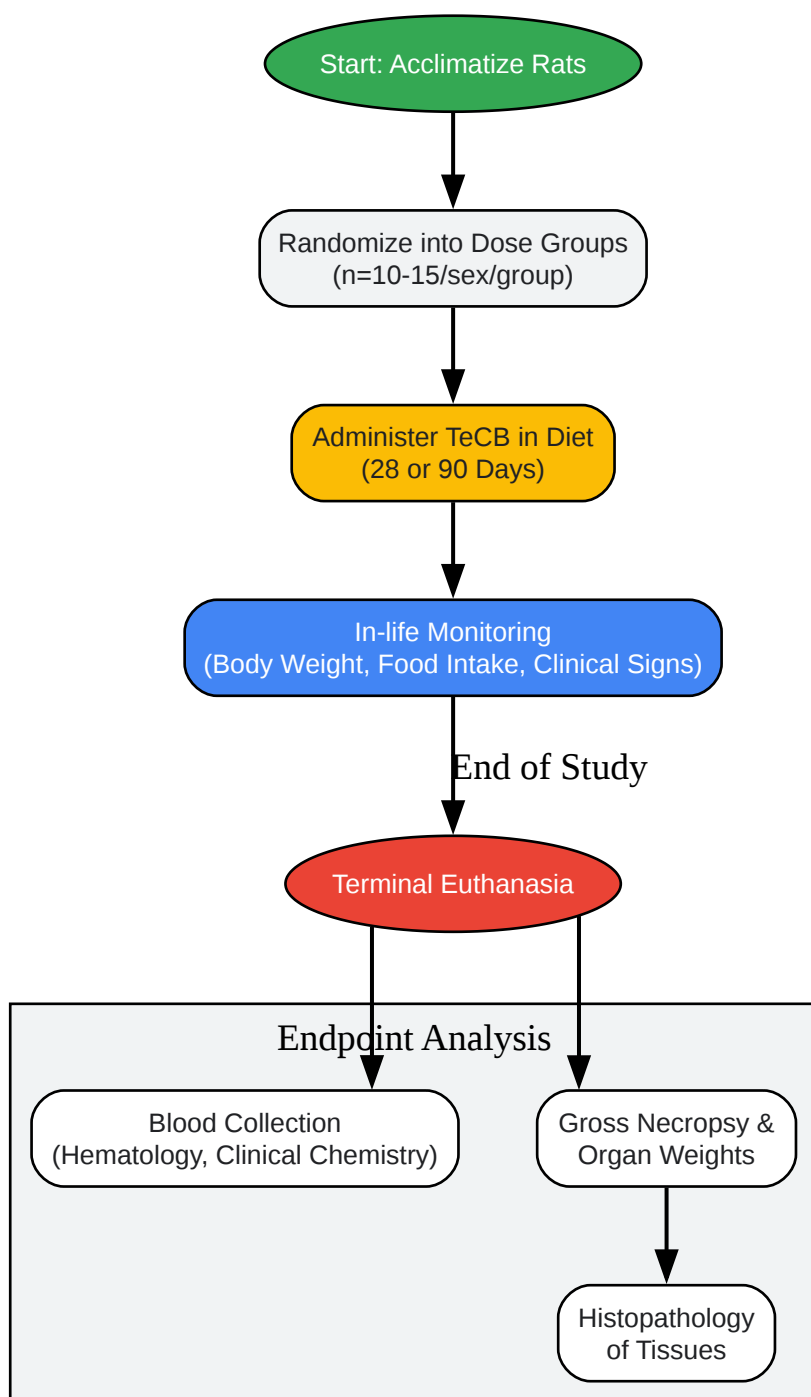 Start: Acclimatize Rats
Randomize into Dose Groups
(n=10-15/sex/group)
Administer TeCB in Diet
(28 or 90 Days)
In-life Monitoring
(Body Weight, Food Intake, Clinical Signs)
End of Study
Terminal Euthanasia
Endpoint Analysis
Blood Collection
(Hematology, Clinical Chemistry)
Gross Necropsy &
Organ Weights
Histopathology
of Tissues